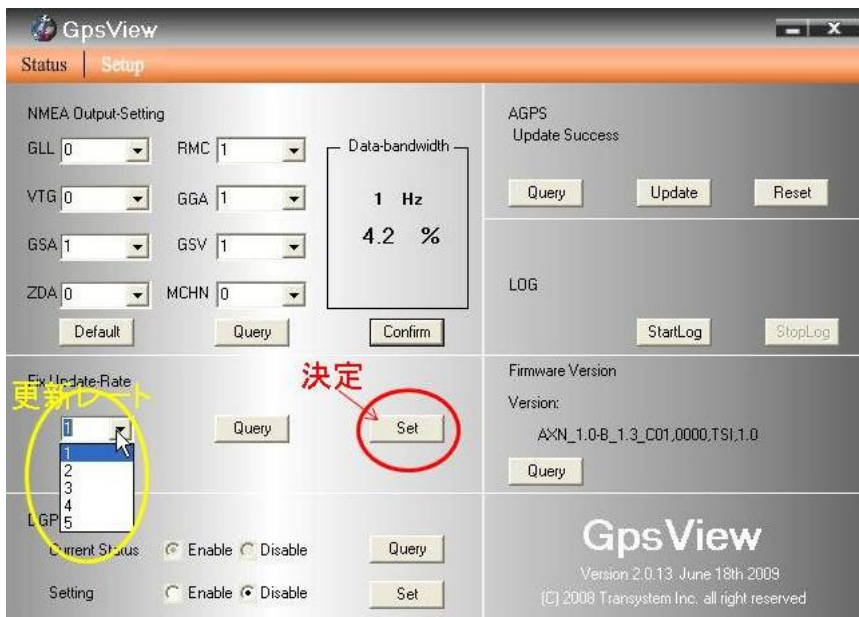 GpsView
Status | Setup
NMEA Output-Setting
GLL 0 RMC 1
VTG 0 GGA 1
GSA 1 GSV 1
ZDA 0 MCHN 0
Default Query Confirm
Data-bandwidth
1 Hz
4.2 %
AGPS
Update Success
Query Update Reset
LOG
StartLog StopLog
Fix Update-Rate
更新レート
決定
1 Query Set
1
2
3
4
5
Firmware Version
Version:
AXN_1.0-B_1.3_C01,0000,TSI,1.0
Query
DGP
Current Status Enable Disable Query
Setting Enable Disable Set
GpsView
Version 2.0.13 June 18th 2009
(C) 2008 Transystem Inc. all right reserved